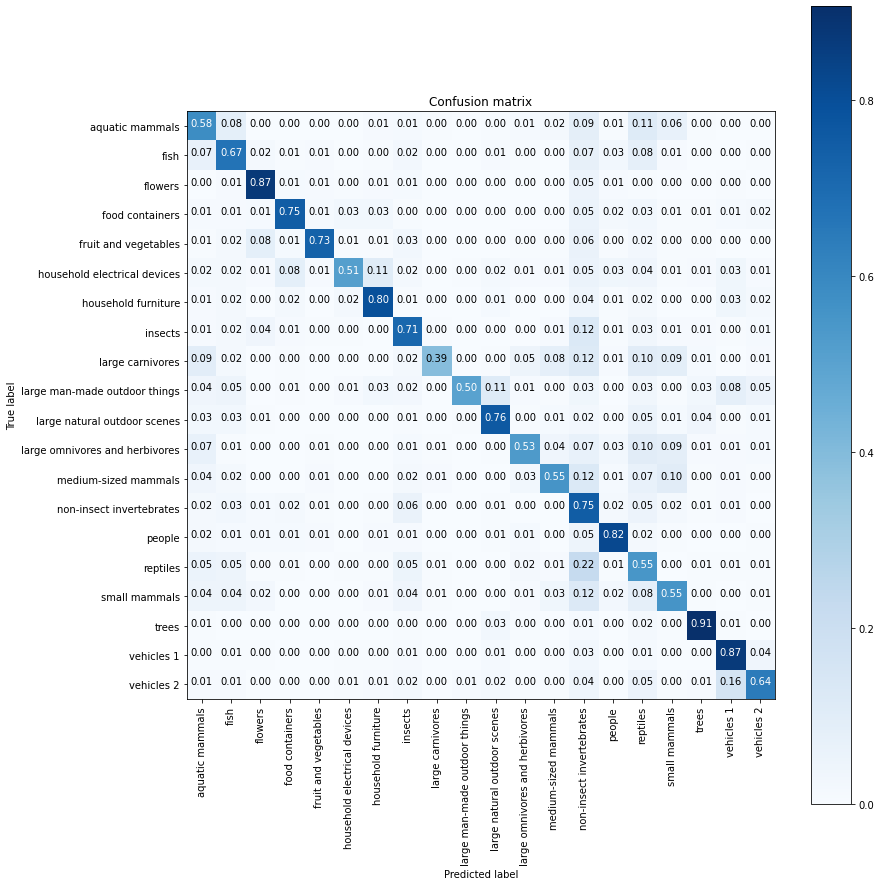 Confusion matrix
True label
aquatic mammals 0.58 0.08 0.00 0.00 0.00 0.00 0.01 0.01 0.00 0.00 0.00 0.01 0.02 0.09 0.01 0.11 0.06 0.00 0.00 0.00
fish 0.07 0.67 0.02 0.01 0.01 0.00 0.00 0.02 0.00 0.00 0.01 0.00 0.00 0.07 0.03 0.08 0.01 0.00 0.00 0.00
flowers 0.00 0.01 0.87 0.01 0.01 0.00 0.01 0.01 0.00 0.00 0.00 0.00 0.00 0.05 0.01 0.01 0.00 0.00 0.00 0.00
food containers 0.01 0.01 0.01 0.75 0.01 0.03 0.03 0.00 0.00 0.00 0.00 0.00 0.00 0.05 0.02 0.03 0.01 0.00 0.01 0.02
fruit and vegetables 0.01 0.02 0.08 0.01 0.73 0.01 0.01 0.03 0.00 0.00 0.00 0.00 0.00 0.06 0.00 0.02 0.00 0.00 0.00 0.00
household electrical devices 0.02 0.02 0.01 0.08 0.01 0.51 0.11 0.02 0.00 0.00 0.02 0.01 0.01 0.05 0.03 0.04 0.01 0.01 0.03 0.01
household furniture 0.01 0.02 0.00 0.02 0.00 0.02 0.80 0.01 0.00 0.00 0.01 0.00 0.00 0.04 0.01 0.02 0.00 0.00 0.03 0.02
insects 0.01 0.02 0.04 0.01 0.00 0.00 0.00 0.71 0.00 0.00 0.00 0.00 0.01 0.12 0.01 0.03 0.01 0.00 0.00 0.01
large carnivores 0.09 0.02 0.00 0.00 0.00 0.00 0.00 0.02 0.39 0.00 0.00 0.05 0.08 0.12 0.01 0.10 0.09 0.00 0.00 0.01
large man-made outdoor things 0.04 0.05 0.00 0.01 0.00 0.01 0.03 0.02 0.00 0.50 0.11 0.01 0.00 0.03 0.00 0.03 0.00 0.03 0.08 0.05
large natural outdoor scenes 0.03 0.03 0.01 0.00 0.00 0.00 0.00 0.01 0.00 0.00 0.76 0.00 0.01 0.02 0.00 0.05 0.01 0.04 0.00 0.01
large omnivores and herbivores 0.07 0.01 0.00 0.00 0.01 0.00 0.00 0.01 0.01 0.00 0.00 0.53 0.04 0.07 0.03 0.10 0.09 0.01 0.01 0.01
medium-sized mammals 0.04 0.02 0.00 0.00 0.01 0.00 0.00 0.02 0.01 0.00 0.00 0.03 0.55 0.12 0.01 0.07 0.10 0.00 0.01 0.00
non-insect invertebrates 0.02 0.03 0.01 0.02 0.01 0.00 0.00 0.06 0.00 0.00 0.01 0.00 0.00 0.75 0.02 0.05 0.02 0.01 0.01 0.01
people 0.02 0.01 0.01 0.00 0.00 0.01 0.01 0.01 0.00 0.01 0.01 0.00 0.00 0.05 0.82 0.02 0.00 0.00 0.00 0.00
reptiles 0.05 0.05 0.00 0.01 0.01 0.00 0.01 0.05 0.01 0.00 0.00 0.02 0.01 0.22 0.01 0.55 0.00 0.01 0.01 0.01
small mammals 0.04 0.04 0.02 0.00 0.00 0.00 0.01 0.04 0.01 0.00 0.00 0.01 0.03 0.12 0.02 0.08 0.55 0.00 0.00 0.01
trees 0.01 0.00 0.00 0.00 0.00 0.00 0.00 0.00 0.00 0.00 0.03 0.00 0.00 0.01 0.00 0.02 0.00 0.91 0.01 0.00
vehicles 1 0.00 0.01 0.00 0.00 0.00 0.00 0.00 0.01 0.00 0.00 0.01 0.00 0.00 0.03 0.00 0.01 0.00 0.00 0.87 0.04
vehicles 2 0.01 0.01 0.00 0.01 0.00 0.01 0.01 0.02 0.00 0.01 0.02 0.00 0.00 0.04 0.00 0.05 0.00 0.01 0.16 0.64
aquatic mammals
fish
flowers
food containers
fruit and vegetables
household electrical devices
household furniture
insects
large carnivores
large man-made outdoor things
large natural outdoor scenes
large omnivores and herbivores
medium-sized mammals
non-insect invertebrates
people
reptiles
small mammals
trees
vehicles 1
vehicles 2
Predicted label
0.8
0.6
0.4
0.2
0.0